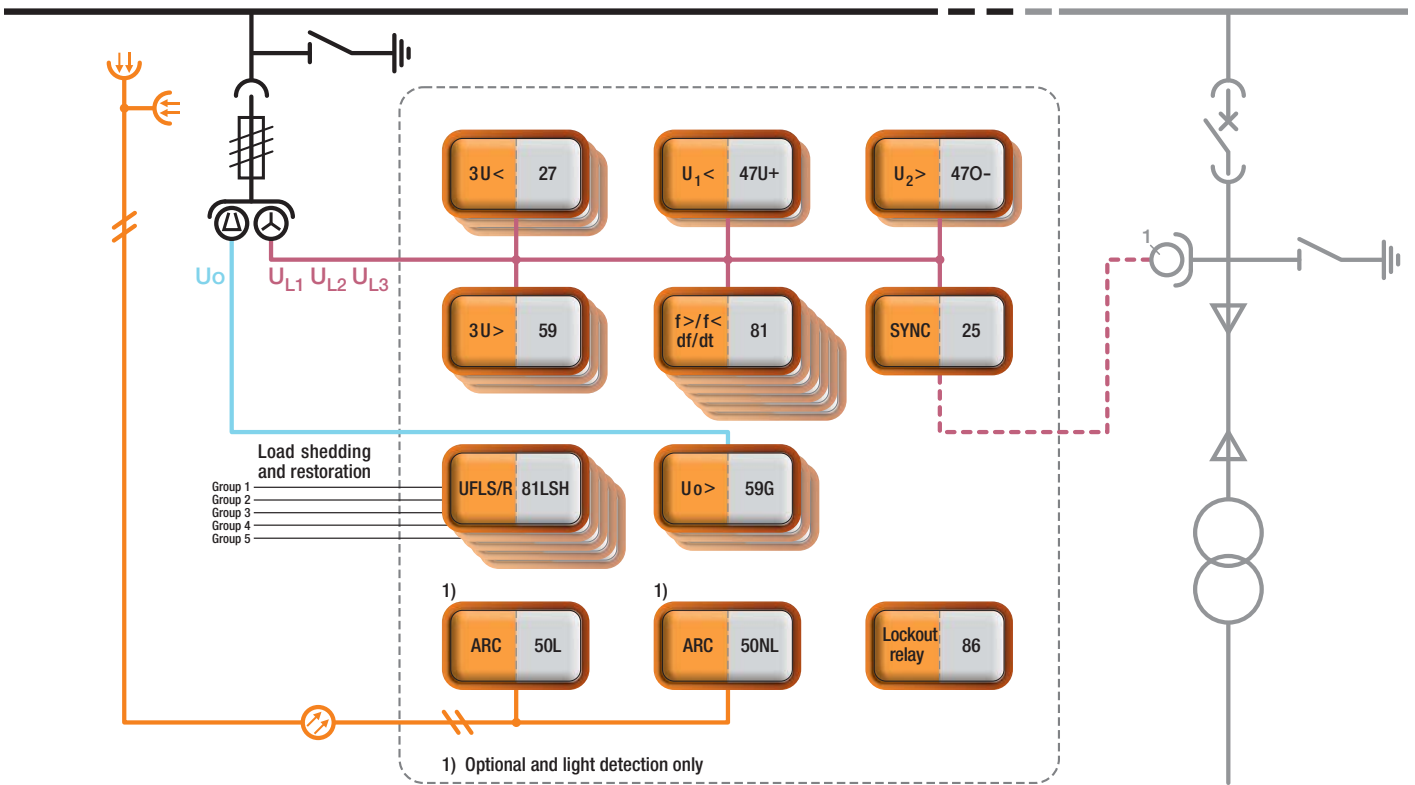 3U< 27
U1< 47U+
U2> 47O-
1
Uo
UL1 UL2 UL3
3U> 59
f>/f<
df/dt
81
SYNC 25
Load shedding
and restoration
Group 1
Group 2
Group 3
Group 4
Group 5
UFLS/R 81LSH
Uo> 59G
1)
ARC 50L
1)
ARC 50NL
Lockout
relay
86
1) Optional and light detection only